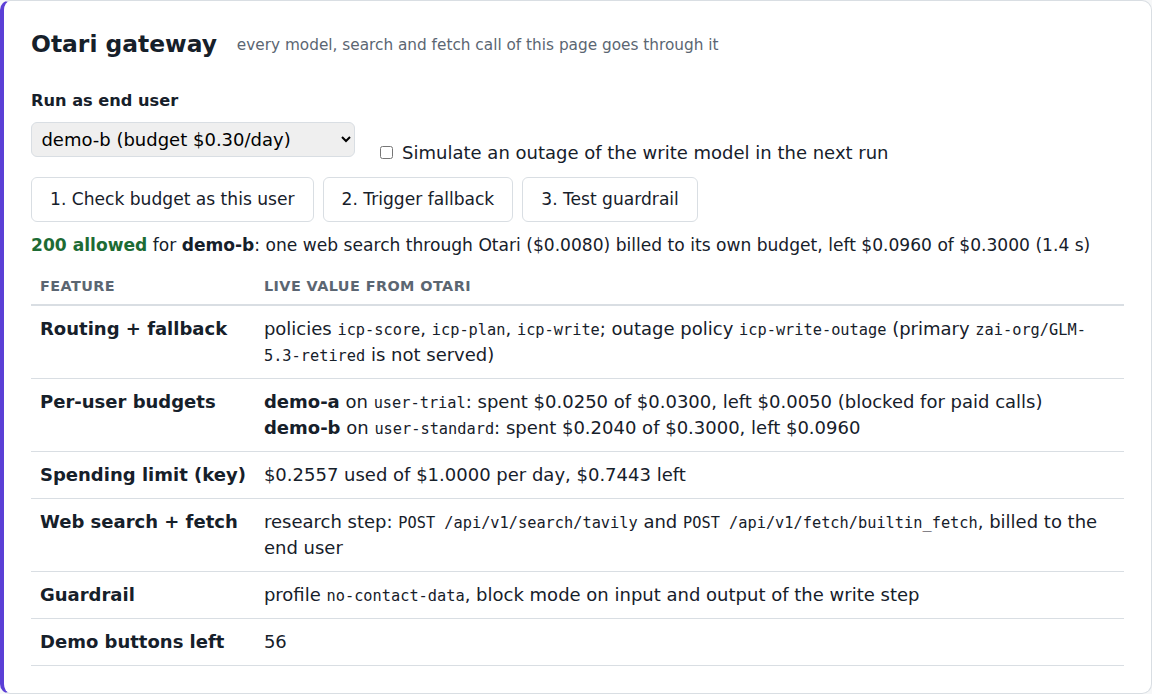 Otari gateway every model, search and fetch call of this page goes through it
Run as end user
demo-b (budget $0.30/day)
Simulate an outage of the write model in the next run
1. Check budget as this user
2. Trigger fallback
3. Test guardrail
200 allowed for demo-b: one web search through Otari ($0.0080) billed to its own budget, left $0.0960 of $0.3000 (1.4 s)
FEATURE LIVE VALUE FROM OTARI
Routing + fallback policies icp-score, icp-plan, icp-write; outage policy icp-write-outage (primary zai-org/GLM-
5.3-retired is not served)
Per-user budgets demo-a on user-trial: spent $0.0250 of $0.0300, left $0.0050 (blocked for paid calls)
demo-b on user-standard: spent $0.2040 of $0.3000, left $0.0960
Spending limit (key) $0.2557 used of $1.0000 per day, $0.7443 left
Web search + fetch research step: POST /api/v1/search/tavily and POST /api/v1/fetch/builtin_fetch, billed to the
end user
Guardrail profile no-contact-data, block mode on input and output of the write step
Demo buttons left 56